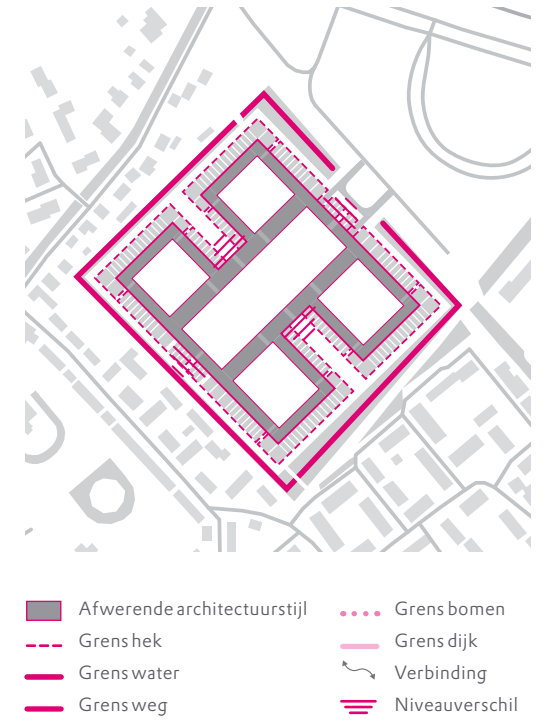 Afwerende architectuurstijl
Grens hek
Grens water
Grens weg
Grens bomen
Grens dijk
Verbinding
Niveauverschil